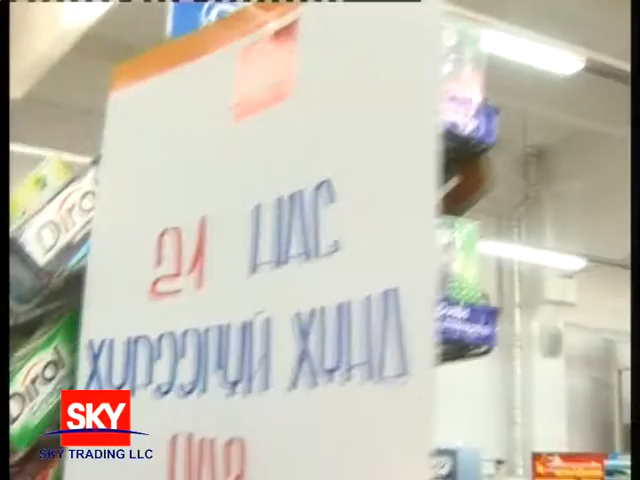 Dirol
21 НАС
ХҮРЭЭГҮЙ ХҮНД
Dirol
SKY
SKY TRADING LLC